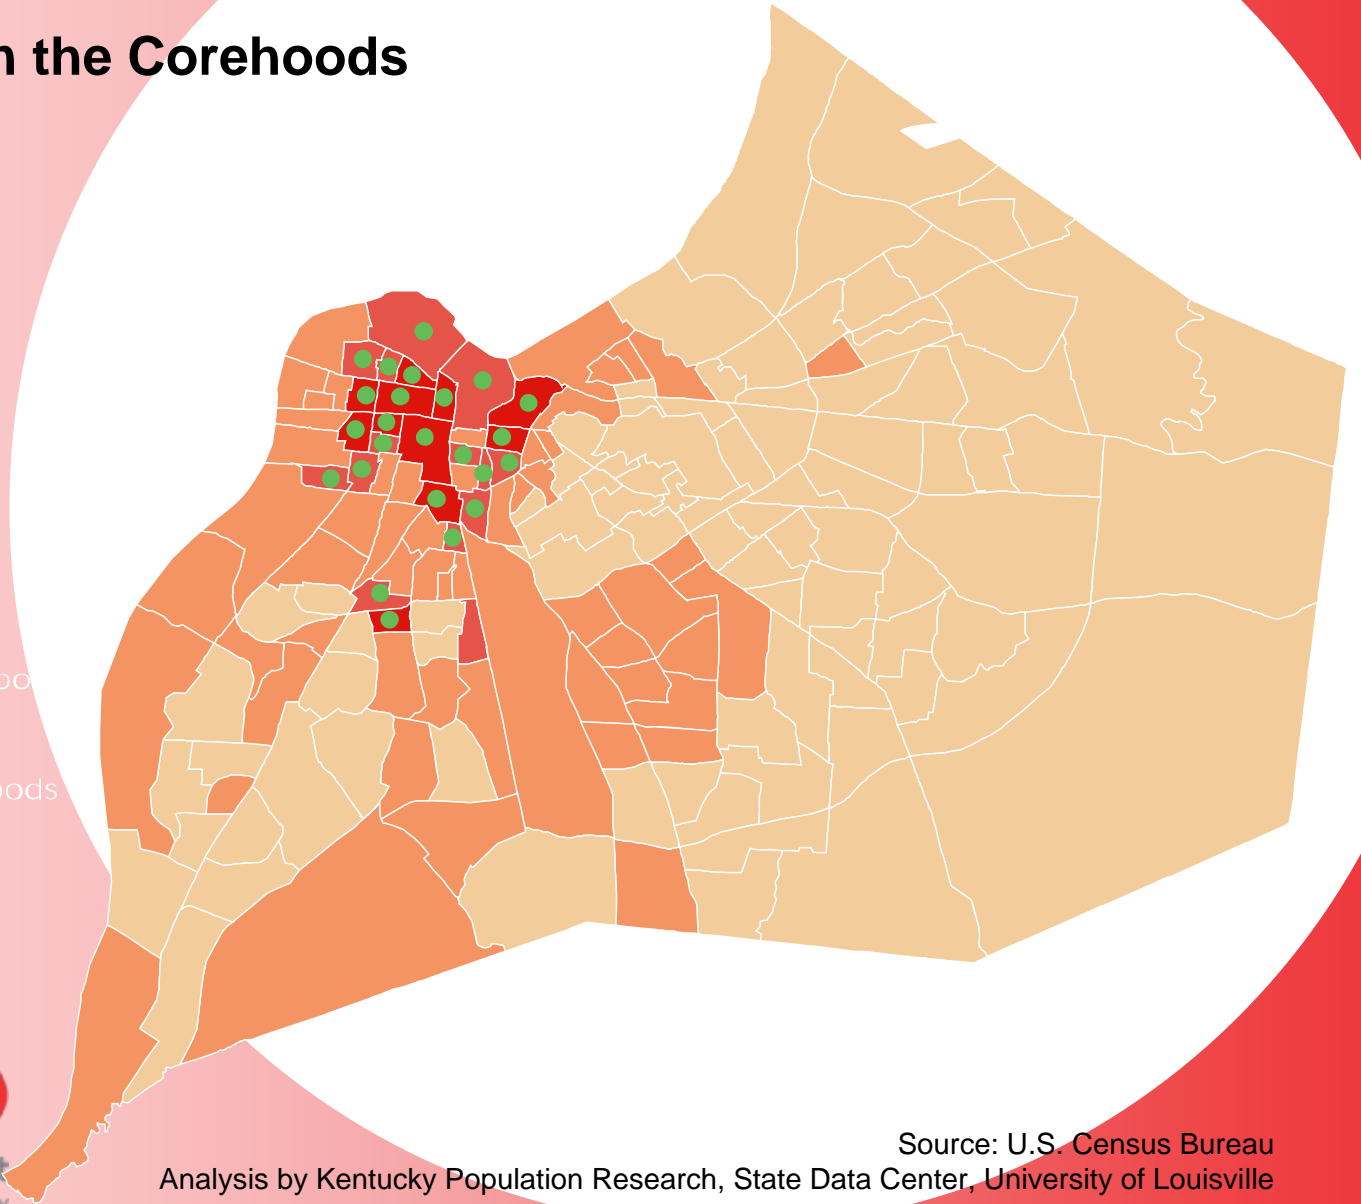 the Corehoods
Source: U.S. Census Bureau
Analysis by Kentucky Population Research, State Data Center, University of Louisville